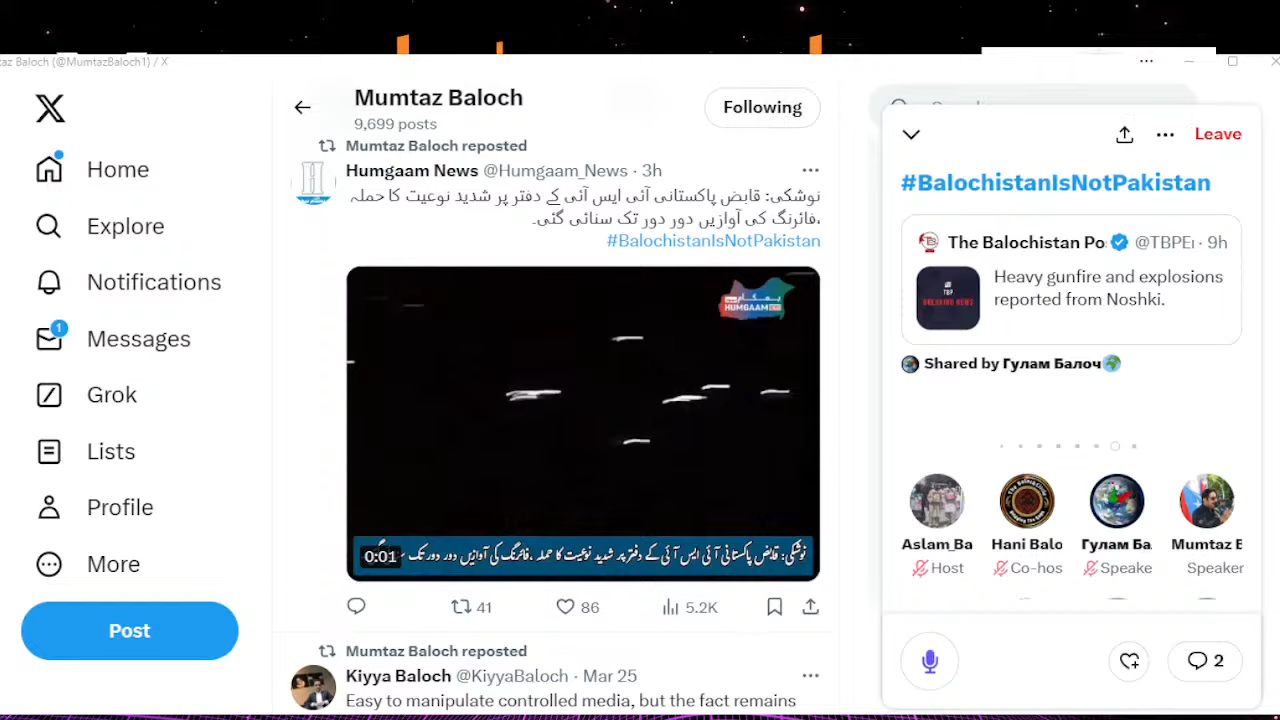 taz Baloch (@MumtazBaloch1) / X
Home
Explore
Notifications
1
Messages
Grok
Lists
Profile
More
Post
Mumtaz Baloch
9,699 posts
Following
Mumtaz Baloch reposted
Humgaam News @Humgaam_News · 3h
نوشکی: قابض پاکستانی آئی ایس آئی کے دفتر پر شدید نوعیت کا حملہ
،فائرنگ کی آوازیں دور دور تک سنائی گئی۔
#BalochistanIsNotPakistan
ہمگام
HUMGAAM
نوشکی: قابض پاکستانی آئی ایس آئی کے دفتر پر شدید نوعیت کا حملہ ،فائرنگ کی آوازیں دور دور تک
0:01
41
86
5.2K
Mumtaz Baloch reposted
Kiyya Baloch @KiyyaBaloch · Mar 25
Easy to manipulate controlled media, but the fact remains
Leave
#BalochistanIsNotPakistan
The Balochistan Po @TBPE · 9h
TBP
BREAKING NEWS
Heavy gunfire and explosions
reported from Noshki.
Shared by Гулам Балоч
Aslam_Ba
Host
Hani Balo
Co-hos
Гулам Ба
Speake
Mumtaz B
Speaker
2